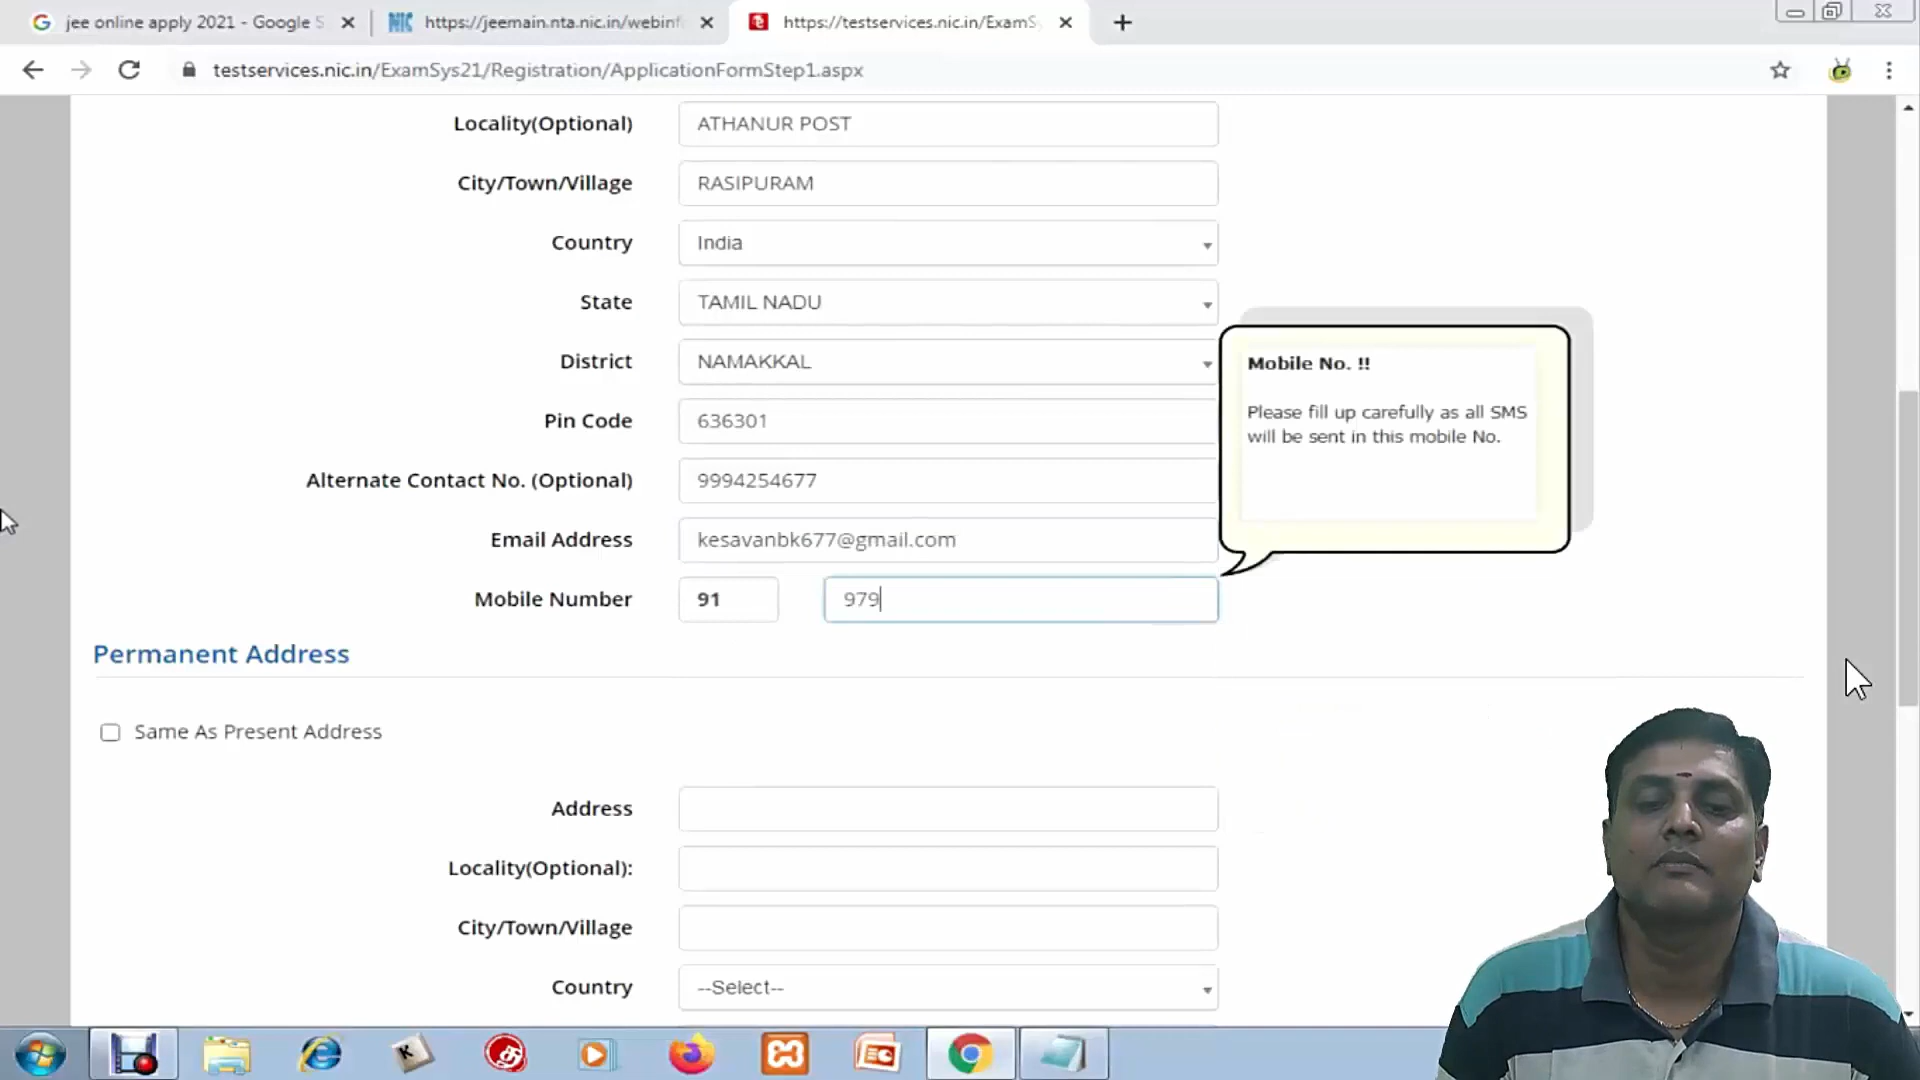 jee online apply 2021 - Google S
https://jeemain.nta.nic.in/webinf
https://testservices.nic.in/ExamS
testservices.nic.in/ExamSys21/Registration/ApplicationFormStep1.aspx
Locality(Optional) ATHANUR POST
City/Town/Village RASIPURAM
Country India
State TAMIL NADU
District NAMAKKAL
Pin Code 636301
Alternate Contact No. (Optional) 9994254677
Email Address kesavanbk677@gmail.com
Mobile Number 91 979
Mobile No. !!
Please fill up carefully as all SMS
will be sent in this mobile No.
Permanent Address
Same As Present Address
Address
Locality(Optional):
City/Town/Village
Country --Select--